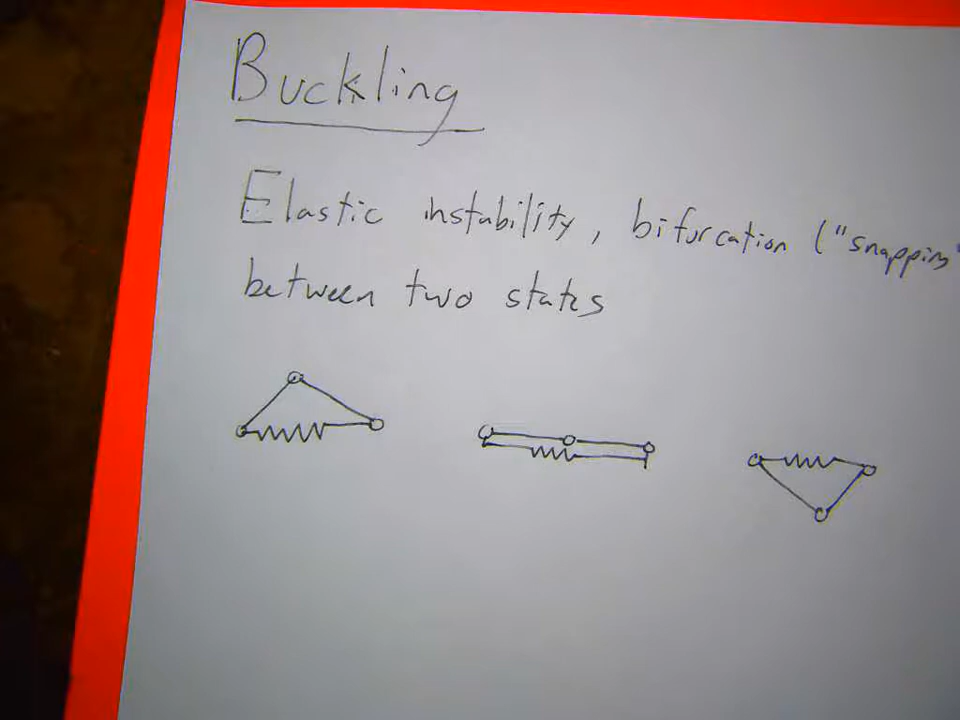 Buckling
Elastic instability, bifurcation ("snapping"
between two states